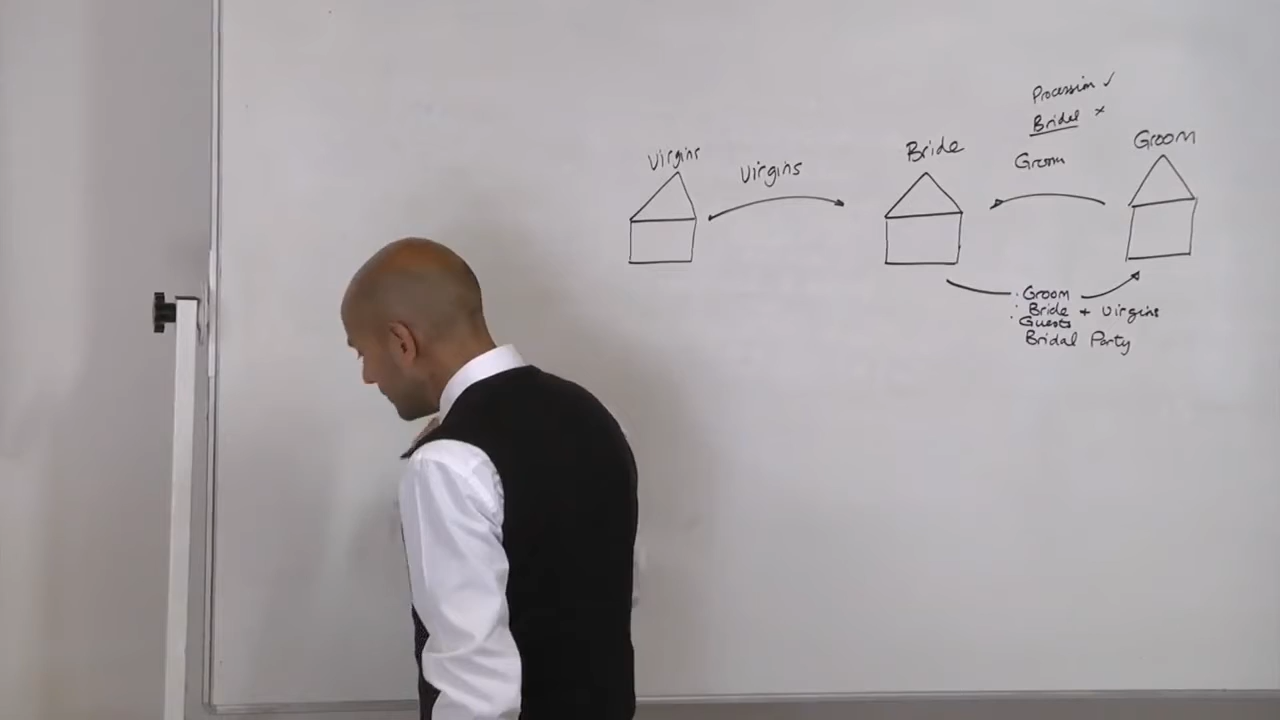 Procession ✓
Bridal ×
Groom
Bride
Virgins
Virgins
Groom
· Groom
· Bride + Virgins
· Guests
Bridal Party